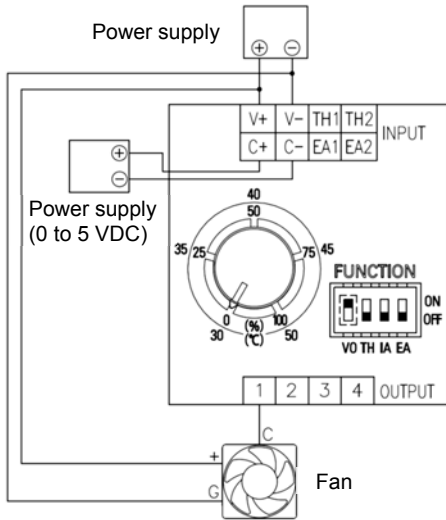 Power supply
+ −
V+ V− TH1 TH2
INPUT
C+ C− EA1 EA2
+
−
Power supply
(0 to 5 VDC)
40
50
35 25 75 45
0 (%) 100
30 (℃) 50
FUNCTION
ON
OFF
VO TH IA EA
1 2 3 4 OUTPUT
C
+
G
Fan